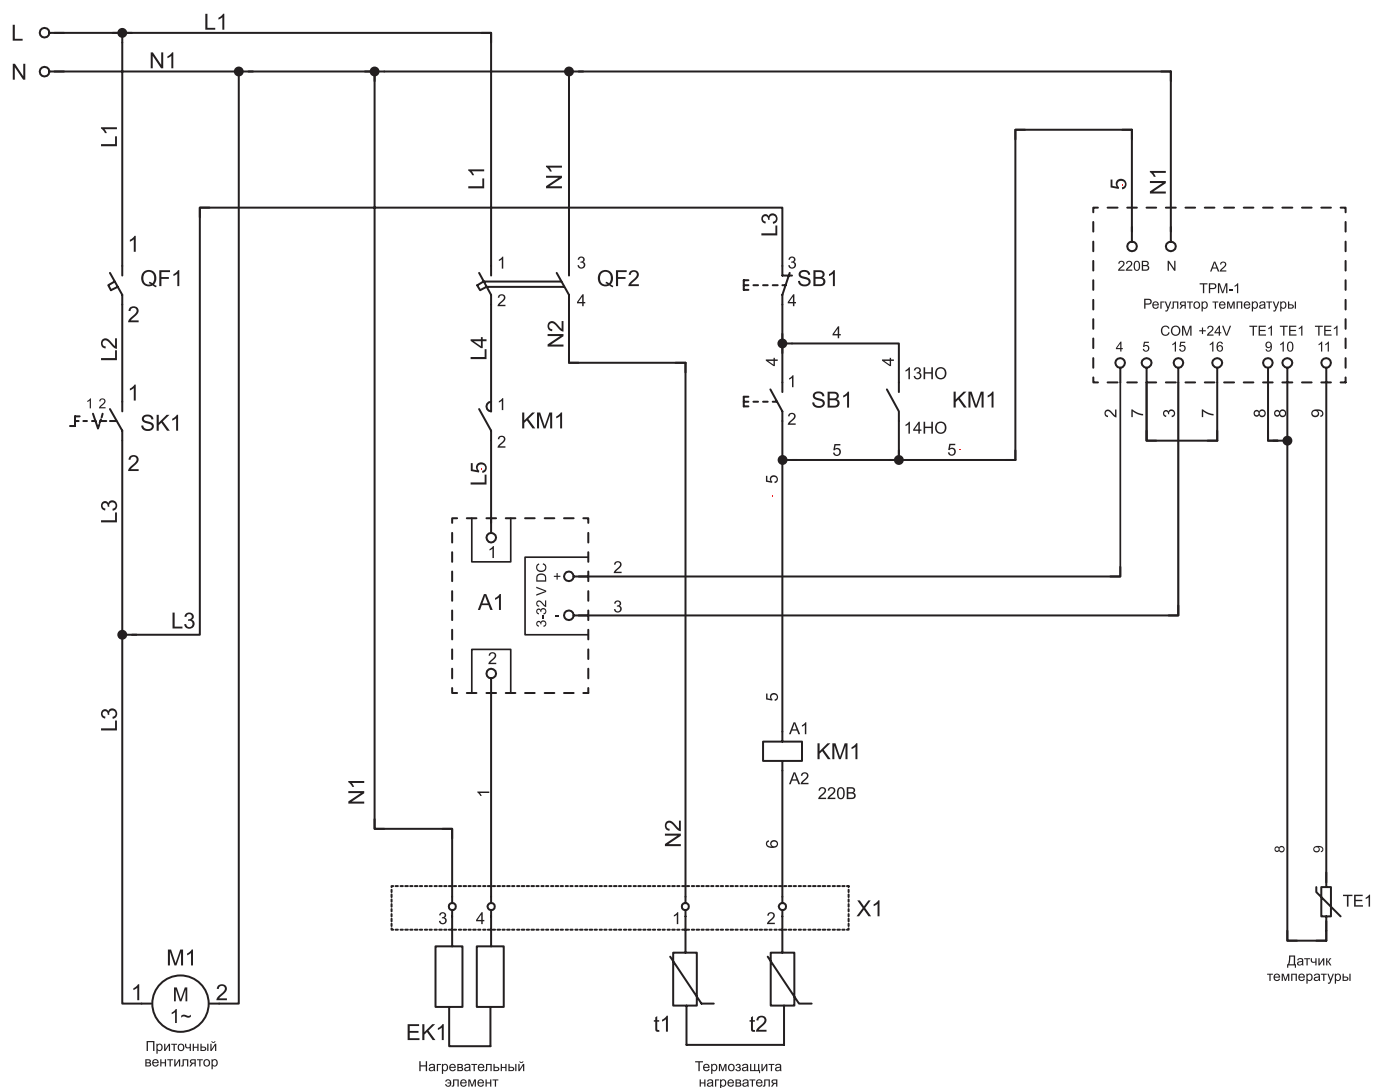 L
L1
N
N1
L1
L1
N1
5
N1
L3
1
QF1
2
1
3
QF2
2
4
3
SB1
4
220В
N
A2
ТРМ-1
Регулятор температуры
COM
+24V
TE1
TE1
TE1
4
5
15
16
9
10
11
L2
L4
N2
4
4
4
13НО
1
SB1
2
KM1
14НО
1 2
1
SK1
2
1
KM1
2
2
7
3
7
8
8
9
5
5
5
L3
L5
1
A1
3-32 V DC
+
-
2
3
2
L3
L3
5
A1
KM1
A2
220В
N1
1
N2
6
8
9
3
4
1
2
X1
TE1
Датчик
температуры
M1
1
M
1~
2
Приточный
вентилятор
EK1
Нагревательный
элемент
t1
t2
Термозащита
нагревателя